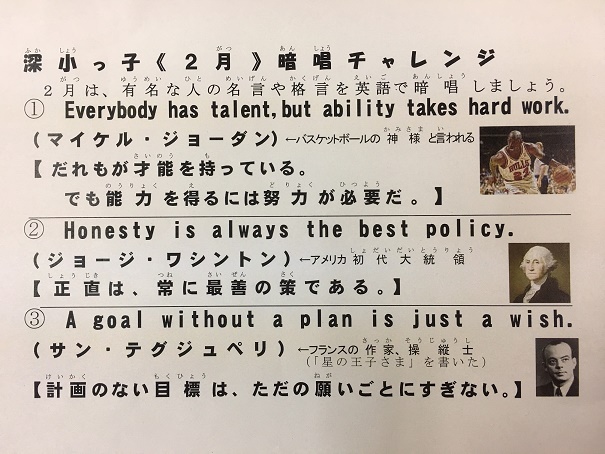 深小っ子《２月》暗唱チャレンジ
２月は、有名な人の名言や格言を英語で暗唱しましょう。
① Everybody has talent, but ability takes hard work.
(マイケル・ジョーダン) ←バスケットボールの神様と言われる
【だれもが才能を持っている。
でも能力を得るには努力が必要だ。】
② Honesty is always the best policy.
(ジョージ・ワシントン) ←アメリカ初代大統領
【正直は、常に最善の策である。】
③ A goal without a plan is just a wish.
(サン・テグジュペリ) ←フランスの作家、操縦士
(「星の王子さま」を書いた)
【計画のない目標は、ただの願いごとにすぎない。】